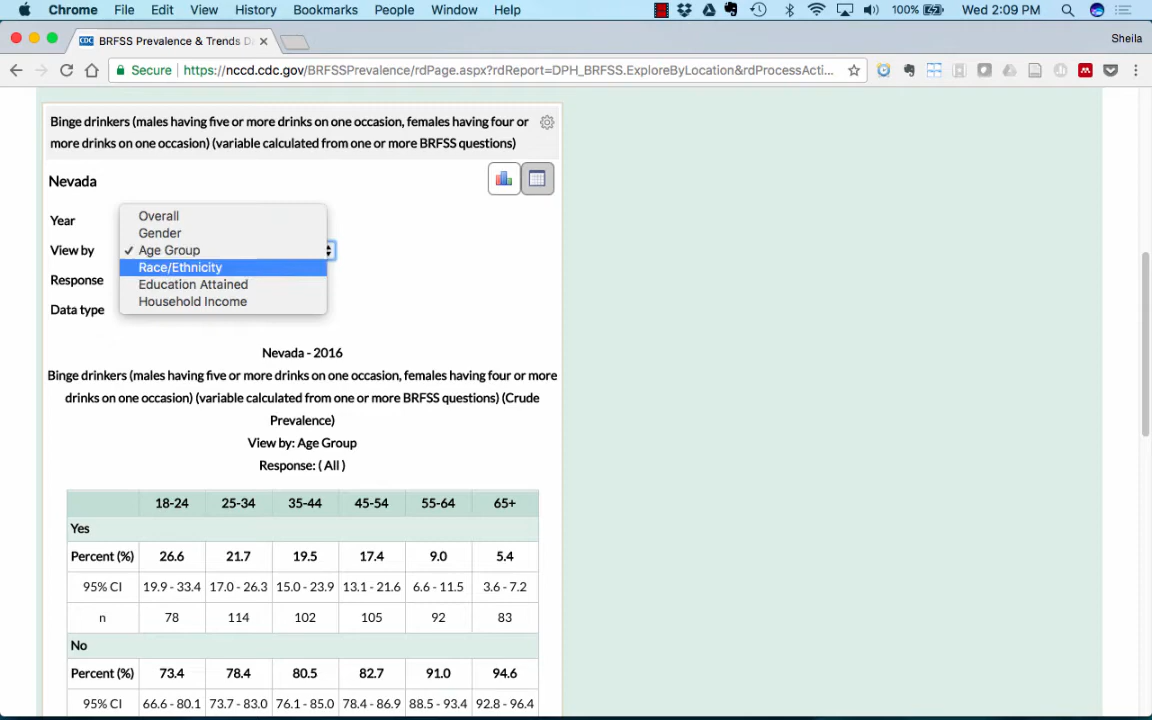 Chrome File Edit View History Bookmarks People Window Help 100% Wed 2:09 PM
CDC BRFSS Prevalence & Trends Da × Sheila
Secure https://nccd.cdc.gov/BRFSSPrevalence/rdPage.aspx?rdReport=DPH_BRFSS.ExploreByLocation&rdProcessActi...
Binge drinkers (males having five or more drinks on one occasion, females having four or
more drinks on one occasion) (variable calculated from one or more BRFSS questions)
Nevada
Year
View by
Response
Data type
Overall
Gender
✓ Age Group
Race/Ethnicity
Education Attained
Household Income
Nevada - 2016
Binge drinkers (males having five or more drinks on one occasion, females having four or more
drinks on one occasion) (variable calculated from one or more BRFSS questions) (Crude
Prevalence)
View by: Age Group
Response: ( All )
18-24 25-34 35-44 45-54 55-64 65+
Yes
Percent (%) 26.6 21.7 19.5 17.4 9.0 5.4
95% CI 19.9 - 33.4 17.0 - 26.3 15.0 - 23.9 13.1 - 21.6 6.6 - 11.5 3.6 - 7.2
n 78 114 102 105 92 83
No
Percent (%) 73.4 78.4 80.5 82.7 91.0 94.6
95% CI 66.6 - 80.1 73.7 - 83.0 76.1 - 85.0 78.4 - 86.9 88.5 - 93.4 92.8 - 96.4